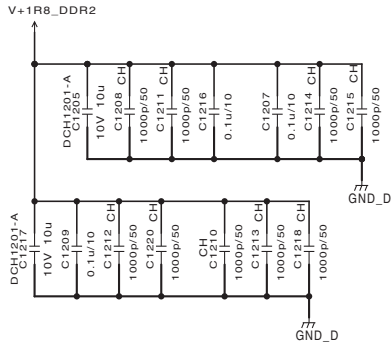 V+1R8_DDR2
DCH1201-A
C1205
10V 10u
CH
C1208
1000p/50
CH
C1211
1000p/50
C1216
0.1u/10
C1207
0.1u/10
CH
C1214
1000p/50
CH
C1215
1000p/50
GND_D
DCH1201-A
C1217
10V 10u
C1209
0.1u/10
CH
C1212
1000p/50
CH
C1220
1000p/50
CH
C1210
1000p/50
CH
C1213
1000p/50
CH
C1218
1000p/50
GND_D